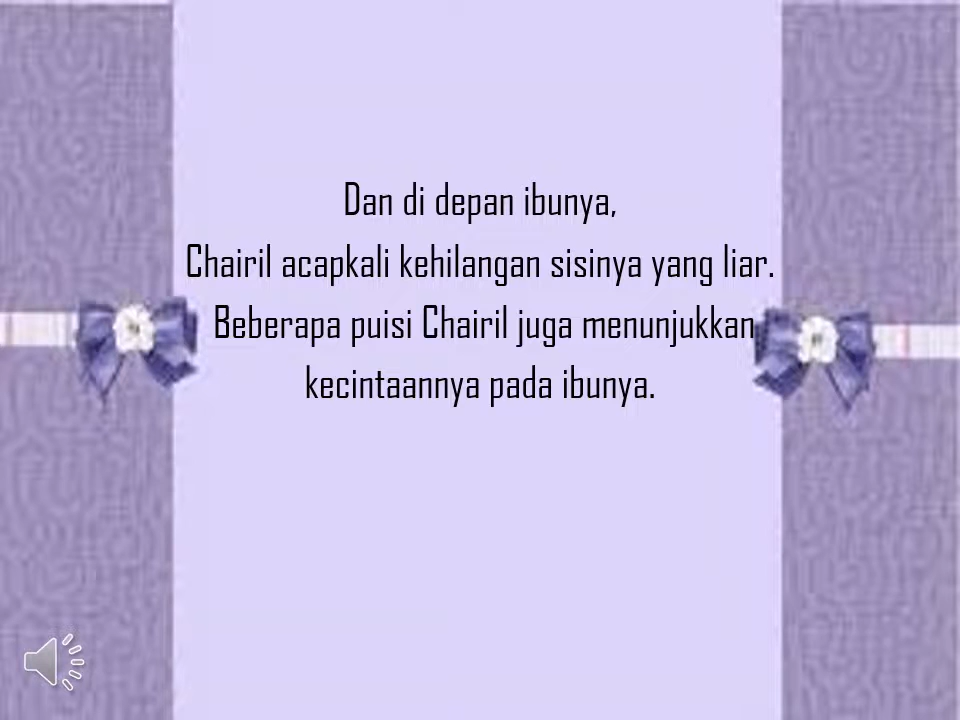 Dan di depan ibunya,
Chairil acapkali kehilangan sisinya yang liar.
Beberapa puisi Chairil juga menunjukkan
kecintaannya pada ibunya.